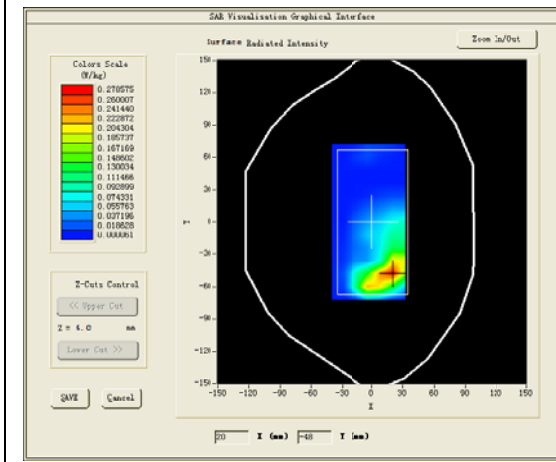 SAR Visualisation Graphical Interface
Surface Radiated Intensity
Zoom In/Out
Colors Scale
(W/kg)
0.278575
0.260007
0.241440
0.222872
0.204304
0.185737
0.167169
0.148602
0.130034
0.111466
0.092899
0.074331
0.055763
0.037196
0.018628
0.000061
150-
120-
90-
60-
30-
0-
-30-
-60-
-90-
-120-
-150-
Y
-150 -120 -90 -60 -30 0 30 60 90 120 150
X
Z-Cuts Control
<< Upper Cut
Z = 4.0 mm
Lower Cut >>
SAVE
Cancel
20 X (mm) -48 Y (mm)